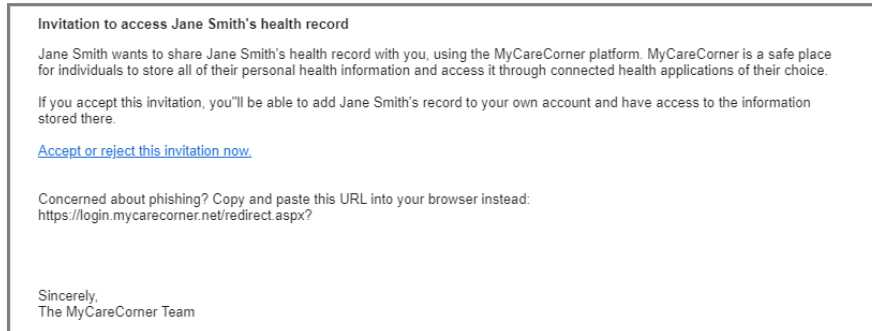 Invitation to access Jane Smith's health record
Jane Smith wants to share Jane Smith's health record with you, using the MyCareCorner platform. MyCareCorner is a safe place
for individuals to store all of their personal health information and access it through connected health applications of their choice.
If you accept this invitation, you"ll be able to add Jane Smith's record to your own account and have access to the information
stored there.
Accept or reject this invitation now.
Concerned about phishing? Copy and paste this URL into your browser instead:
https://login.mycarecorner.net/redirect.aspx?
Sincerely,
The MyCareCorner Team